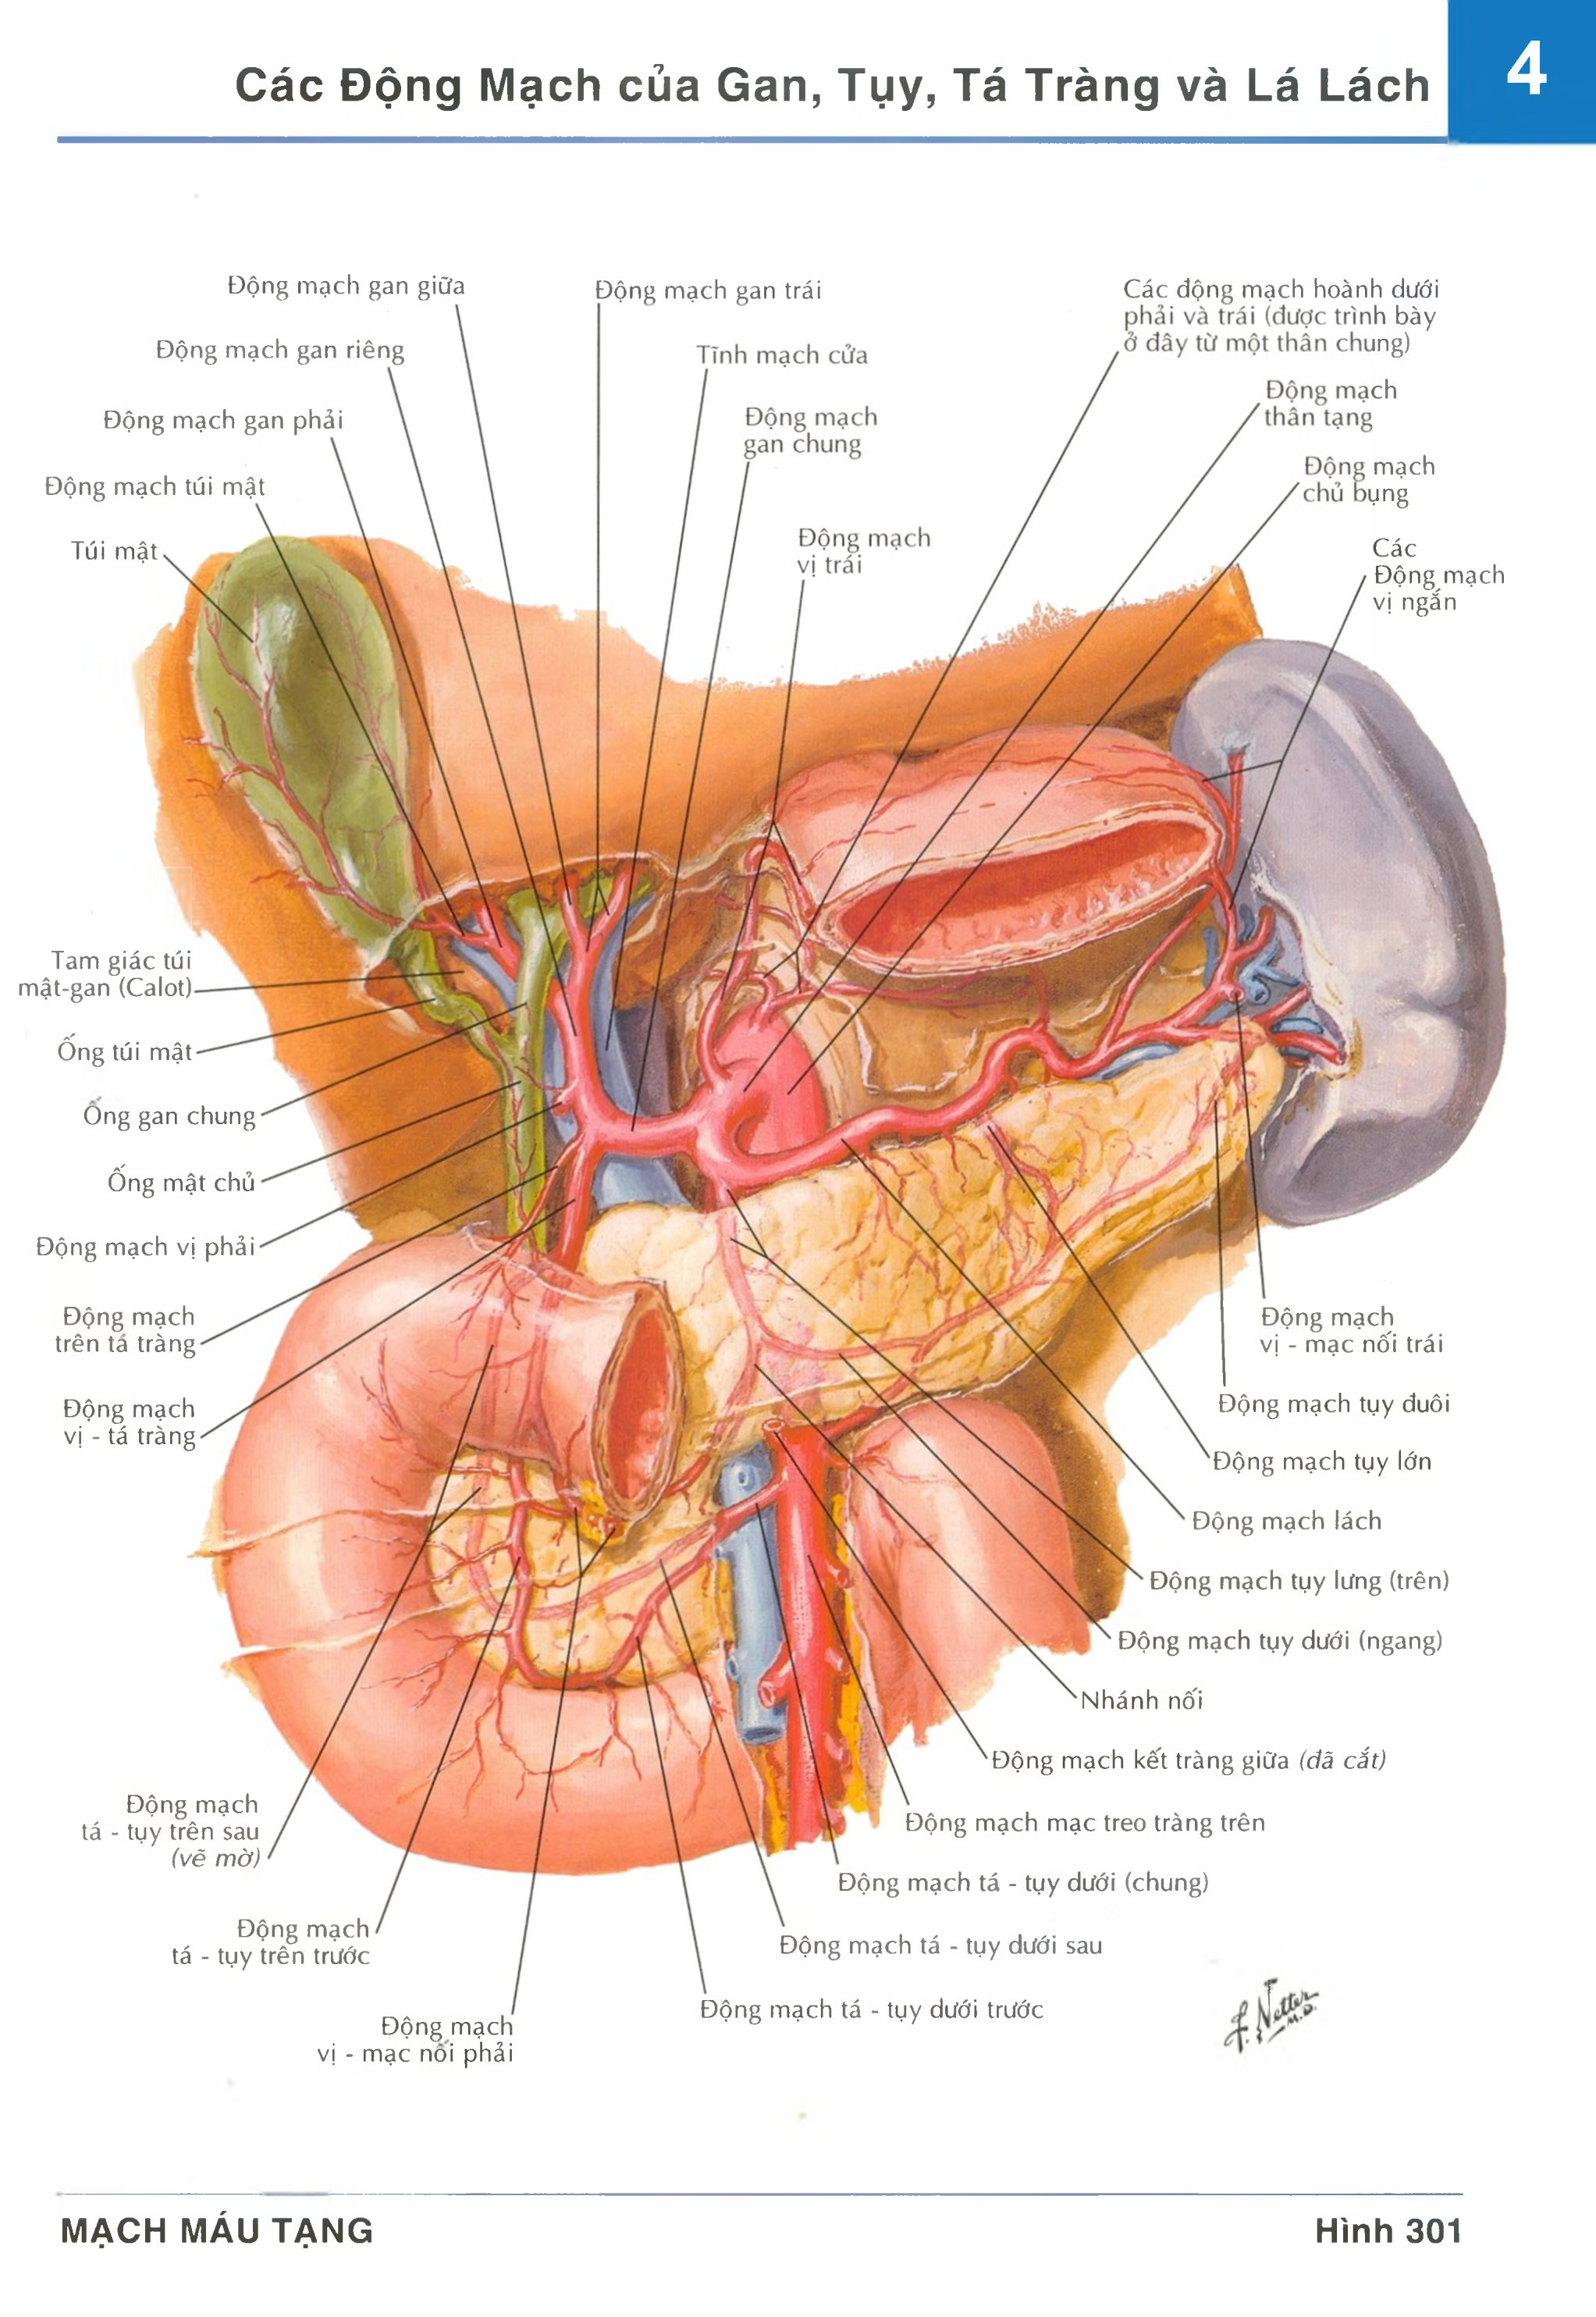 4
Các Động Mạch của Gan, Tụy, Tá Tràng và Lá Lách
Động mạch gan giữa
Động mạch gan riêng
Động mạch gan phải
Động mạch túi mật
Túi mật
Động mạch gan trái
Tĩnh mạch cửa
Động mạch
gan chung
Động mạch
vị trái
Các động mạch hoành dưới
phải và trái (được trình bày
ở đây từ một thân chung)
Động mạch
thân tạng
Động mạch
chủ bụng
Các
Động mạch
vị ngắn
Tam giác túi
mật-gan (Calot)
Ống túi mật
Ống gan chung
Ống mật chủ
Động mạch vị phải
Động mạch
trên tá tràng
Động mạch
vị - tá tràng
Động mạch
tá - tụy trên sau
(vẽ mờ)
Động mạch
tá - tụy trên trước
Động mạch
vị - mạc nối phải
Động mạch
vị - mạc nối trái
Động mạch tụy đuôi
Động mạch tụy lớn
Động mạch lách
Động mạch tụy lưng (trên)
Động mạch tụy dưới (ngang)
Nhánh nối
Động mạch kết tràng giữa (đã cắt)
Động mạch mạc treo tràng trên
Động mạch tá - tụy dưới (chung)
Động mạch tá - tụy dưới sau
Động mạch tá - tụy dưới trước
F. Netter
M.D.
MẠCH MÁU TẠNG
Hình 301